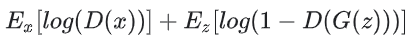 E_x[log(D(x))] + E_z[log(1 − D(G(z)))]